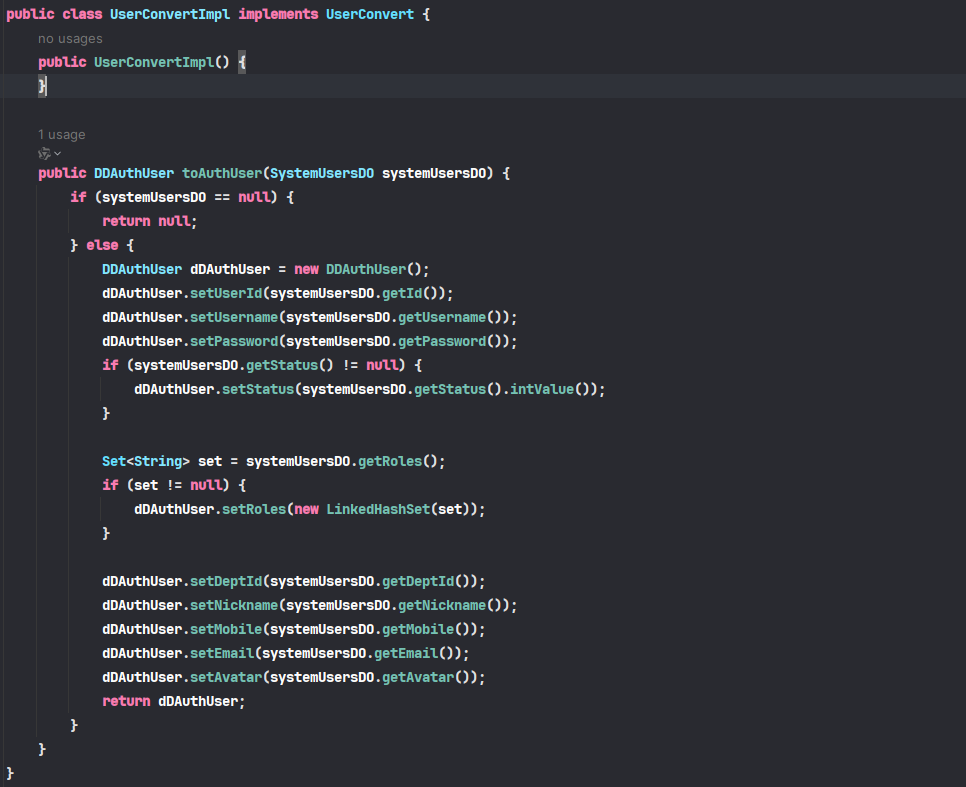 public class UserConvertImpl implements UserConvert {
no usages
public UserConvertImpl() {
}
1 usage
public DDAuthUser toAuthUser(SystemUsersDO systemUsersDO) {
if (systemUsersDO == null) {
return null;
} else {
DDAuthUser dDAuthUser = new DDAuthUser();
dDAuthUser.setUserId(systemUsersDO.getId());
dDAuthUser.setUsername(systemUsersDO.getUsername());
dDAuthUser.setPassword(systemUsersDO.getPassword());
if (systemUsersDO.getStatus() != null) {
dDAuthUser.setStatus(systemUsersDO.getStatus().intValue());
}
Set<String> set = systemUsersDO.getRoles();
if (set != null) {
dDAuthUser.setRoles(new LinkedHashSet(set));
}
dDAuthUser.setDeptId(systemUsersDO.getDeptId());
dDAuthUser.setNickname(systemUsersDO.getNickname());
dDAuthUser.setMobile(systemUsersDO.getMobile());
dDAuthUser.setEmail(systemUsersDO.getEmail());
dDAuthUser.setAvatar(systemUsersDO.getAvatar());
return dDAuthUser;
}
}
}